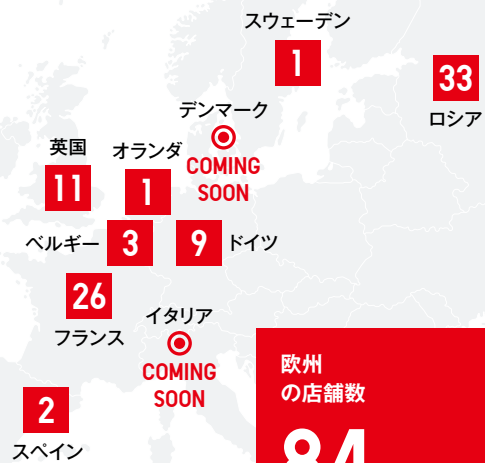 スウェーデン
1
33
ロシア
デンマーク
COMING
SOON
英国
11
オランダ
1
ベルギー 3
9 ドイツ
26
フランス
イタリア
COMING
SOON
2
スペイン
欧州
の店舗数
84